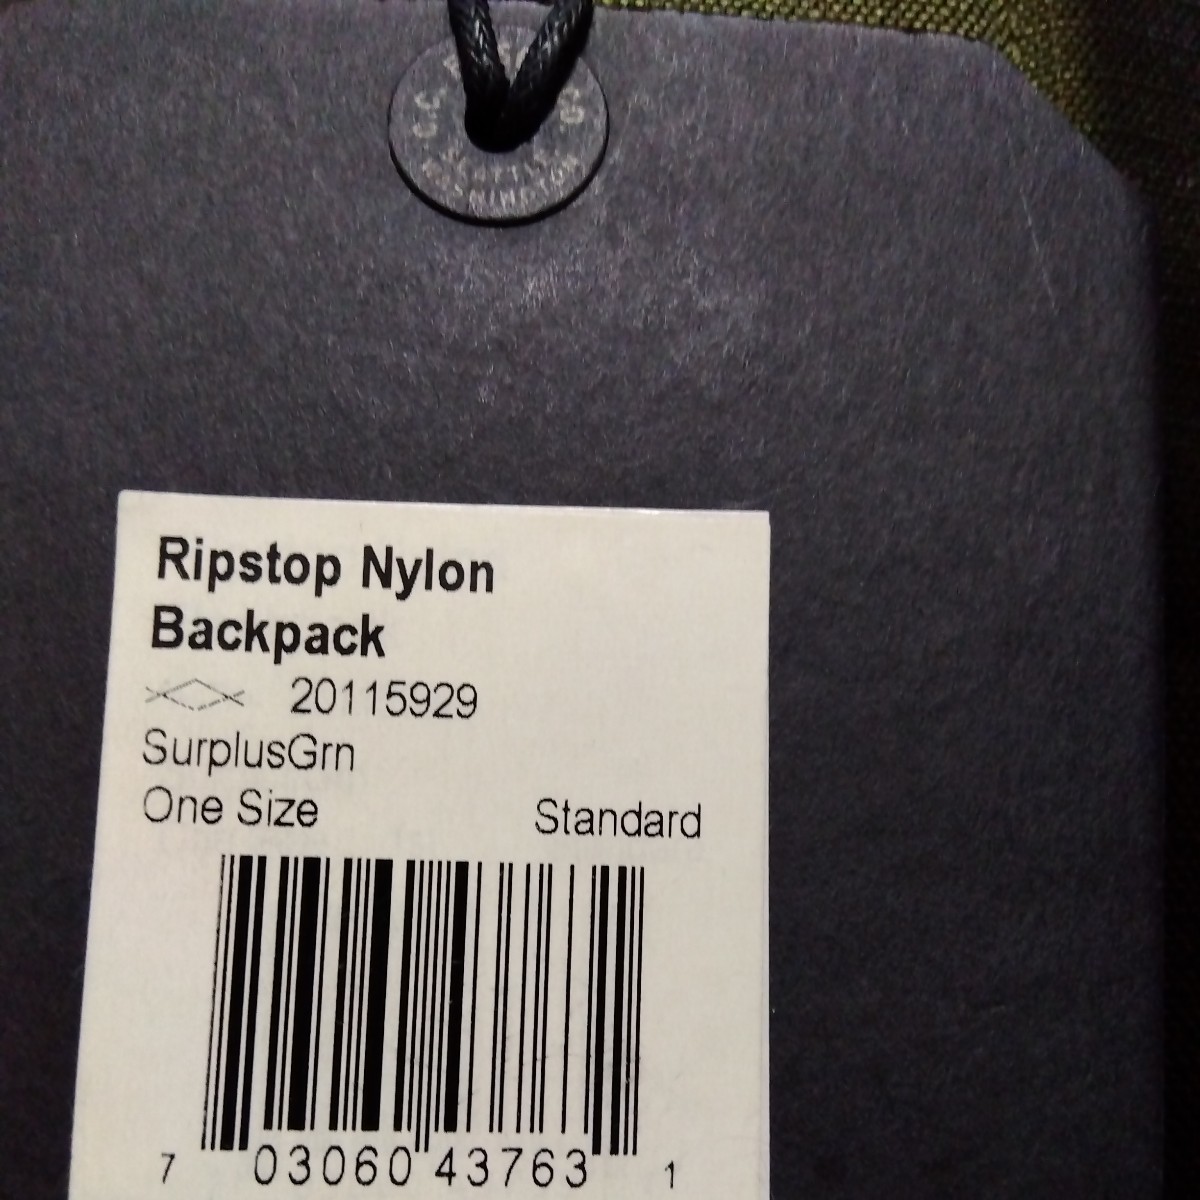 Ripstop Nylon
Backpack
20115929
SurplusGrn
One Size Standard
7 03060 43763 1